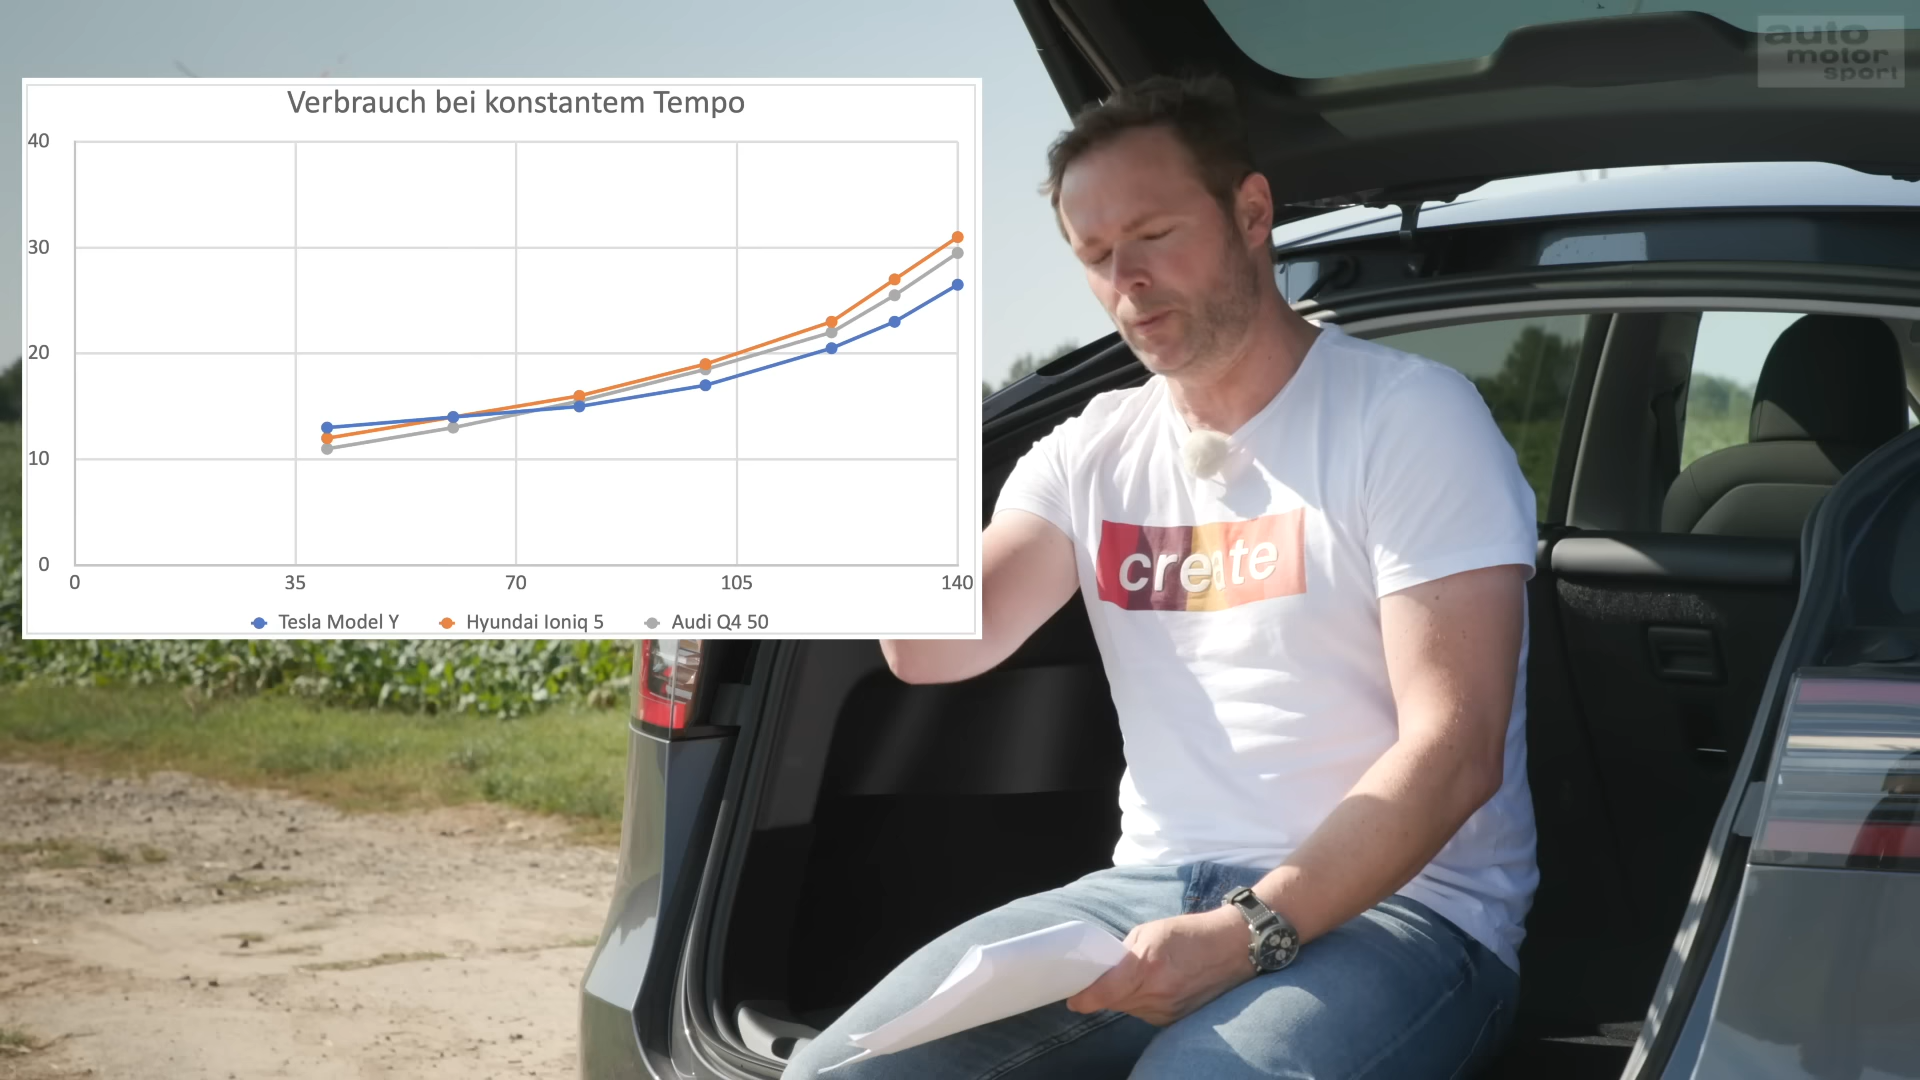 auto
motor
sport
Verbrauch bei konstantem Tempo
40
30
20
10
0
0 35 70 105 140
Tesla Model Y Hyundai Ioniq 5 Audi Q4 50
create